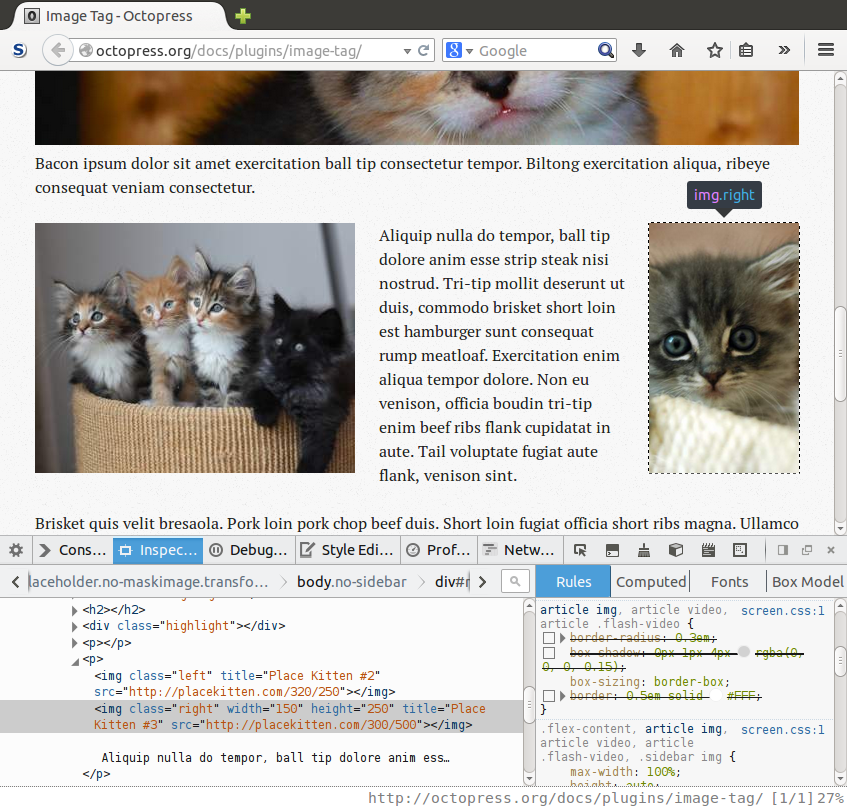 Image Tag - Octopress
octopress.org/docs/plugins/image-tag/
Google
Bacon ipsum dolor sit amet exercitation ball tip consectetur tempor. Biltong exercitation aliqua, ribeye
consequat veniam consectetur.
img.right
Aliquip nulla do tempor, ball tip
dolore anim esse strip steak nisi
nostrud. Tri-tip mollit deserunt ut
duis, commodo brisket short loin
est hamburger sunt consequat
rump meatloaf. Exercitation enim
aliqua tempor dolore. Non eu
venison, officia boudin tri-tip
enim beef ribs flank cupidatat in
aute. Tail voluptate fugiat aute
flank, venison sint.
Brisket quis velit bresaola. Pork loin pork chop beef duis. Short loin fugiat officia short ribs magna. Ullamco
Cons… Inspec… Debug… Style Edi… Prof… Netw…
laceholder.no-maskimage.transfo… body.no-sidebar div#
Rules Computed Fonts Box Model
<h2></h2>
<div class="highlight"></div>
<p></p>
<p>
<img class="left" title="Place Kitten #2"
src="http://placekitten.com/320/250"></img>
<img class="right" width="150" height="250" title="Place
Kitten #3" src="http://placekitten.com/300/500"></img>
Aliquip nulla do tempor, ball tip dolore anim ess…
</p>
article img, article video, screen.css:1
article .flash-video {
border-radius: 0.3em;
box-shadow: 0px 1px 4px rgba(0,
0, 0, 0.15);
box-sizing: border-box;
border: 0.5em solid #FFF;
}
.flex-content, article img, screen.css:1
article video, article
.flash-video, .sidebar img {
max-width: 100%;
height: auto;
http://octopress.org/docs/plugins/image-tag/ [1/1] 27%